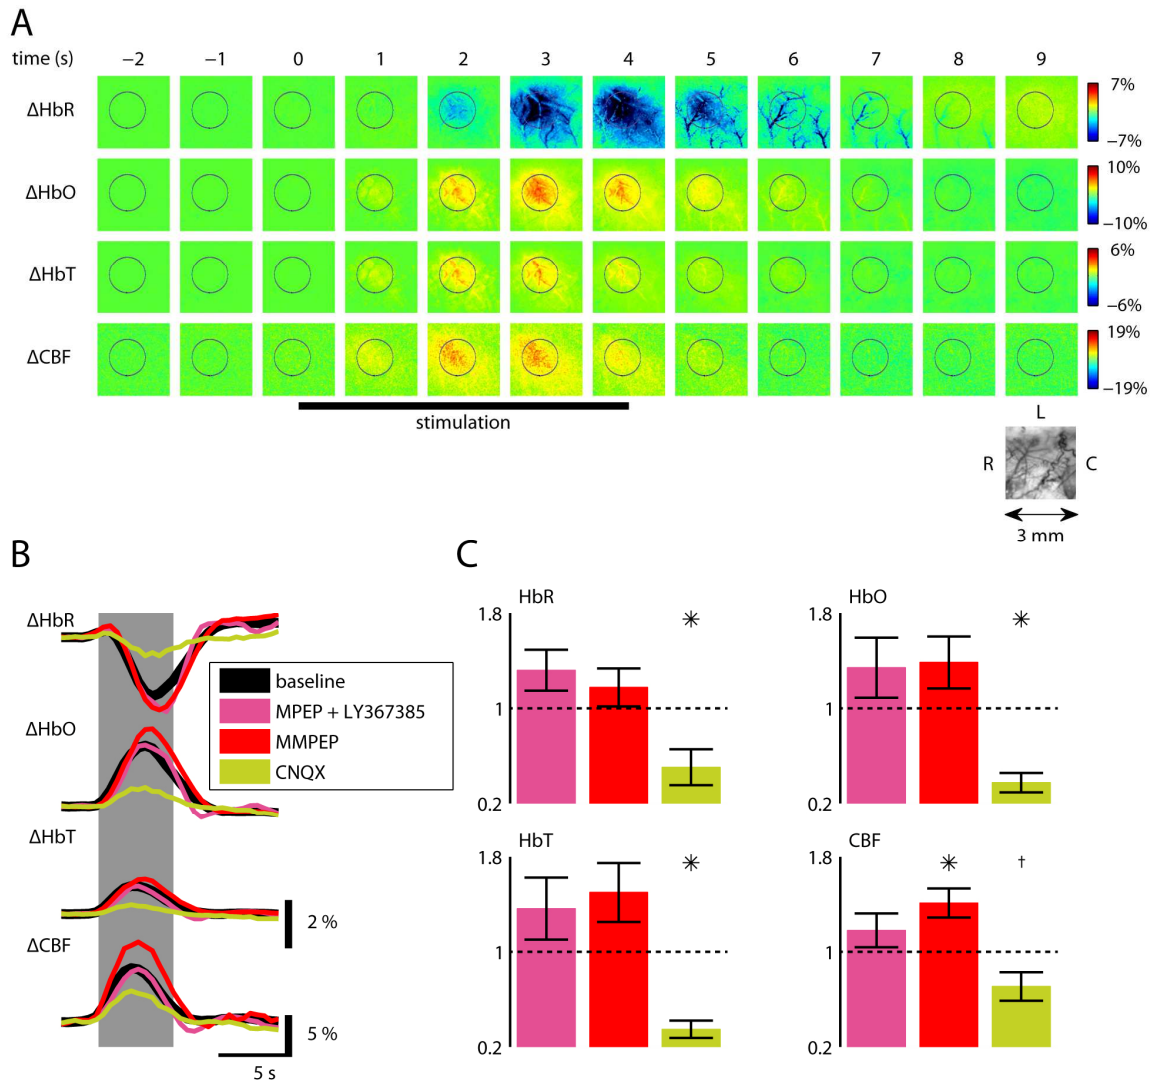 A
time (s) −2 −1 0 1 2 3 4 5 6 7 8 9
ΔHbR
7%
−7%
ΔHbO
10%
−10%
ΔHbT
6%
−6%
ΔCBF
19%
−19%
stimulation
L
R C
3 mm
B
ΔHbR
ΔHbO
ΔHbT
ΔCBF
baseline
MPEP + LY367385
MMPEP
CNQX
2 %
5 %
5 s
C
HbR
1.8
1
0.2
✳
HbO
1.8
1
0.2
✳
HbT
1.8
1
0.2
✳
CBF
1.8
1
0.2
✳ †